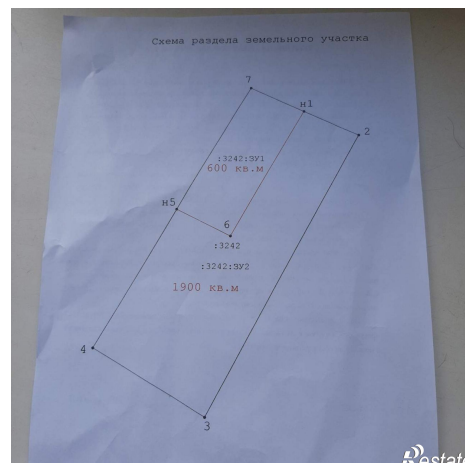 Схема раздела земельного участка
7
н1
2
:3242:ЗУ1
600 кв.м
н5
6
:3242
:3242:ЗУ2
1900 кв.м
4
3
Restate